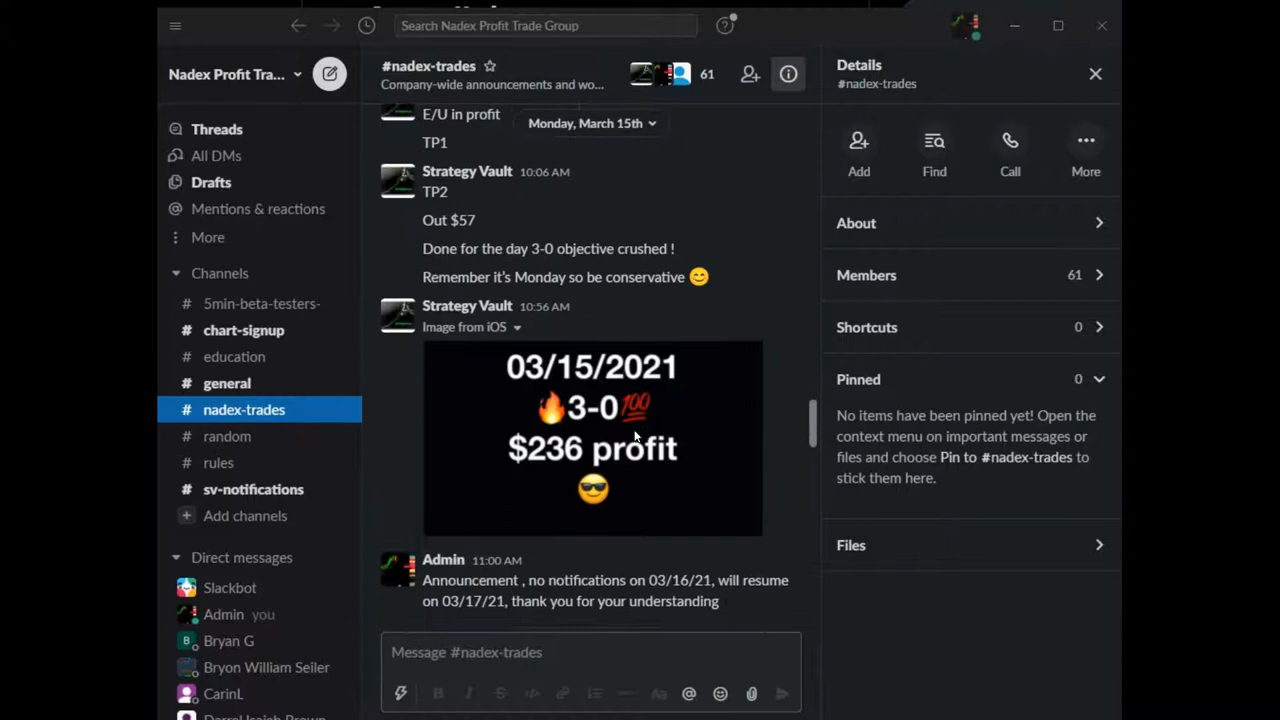 Search Nadex Profit Trade Group
Nadex Profit Tra...
Threads
All DMs
Drafts
@ Mentions & reactions
More
Channels
# 5min-beta-testers-
# chart-signup
# education
# general
# nadex-trades
# random
# rules
# sv-notifications
+ Add channels
Direct messages
Slackbot
Admin you
B Bryan G
Bryon William Seiler
CarinL
#nadex-trades
Company-wide announcements and wo...
61
E/U in profit
Monday, March 15th
TP1
Strategy Vault 10:06 AM
TP2
Out $57
Done for the day 3-0 objective crushed !
Remember it's Monday so be conservative 😊
Strategy Vault 10:56 AM
Image from iOS
03/15/2021
🔥3-0💯
$236 profit
😎
Admin 11:00 AM
Announcement , no notifications on 03/16/21, will resume
on 03/17/21, thank you for your understanding
Message #nadex-trades
Details
#nadex-trades
Add Find Call More
About
Members 61
Shortcuts 0
Pinned 0
No items have been pinned yet! Open the
context menu on important messages or
files and choose Pin to #nadex-trades to
stick them here.
Files